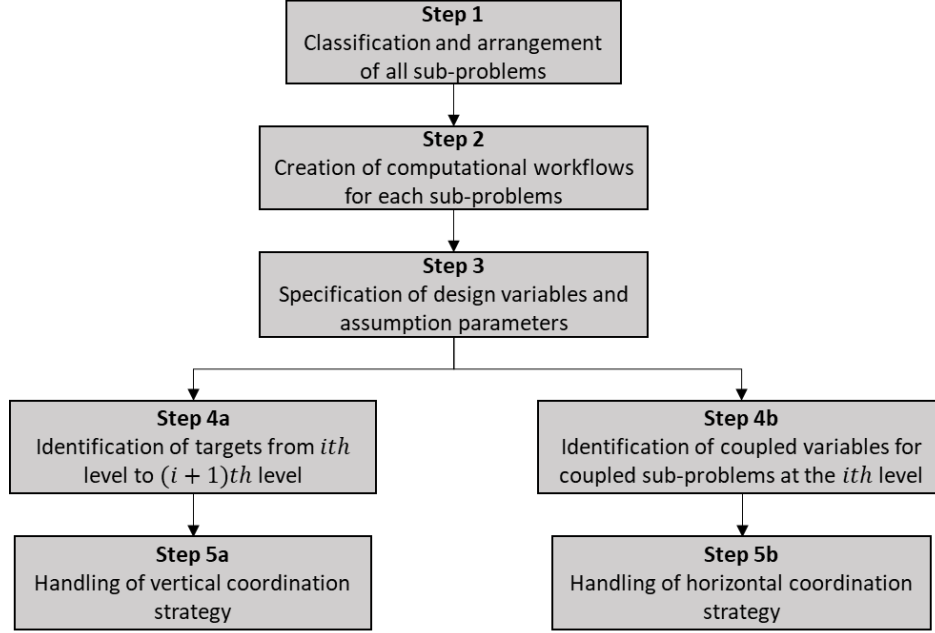 Step 1
Classification and arrangement
of all sub-problems
Step 2
Creation of computational workflows
for each sub-problems
Step 3
Specification of design variables and
assumption parameters
Step 4a
Identification of targets from ith
level to (i + 1)th level
Step 4b
Identification of coupled variables for
coupled sub-problems at the ith level
Step 5a
Handling of vertical coordination
strategy
Step 5b
Handling of horizontal coordination
strategy